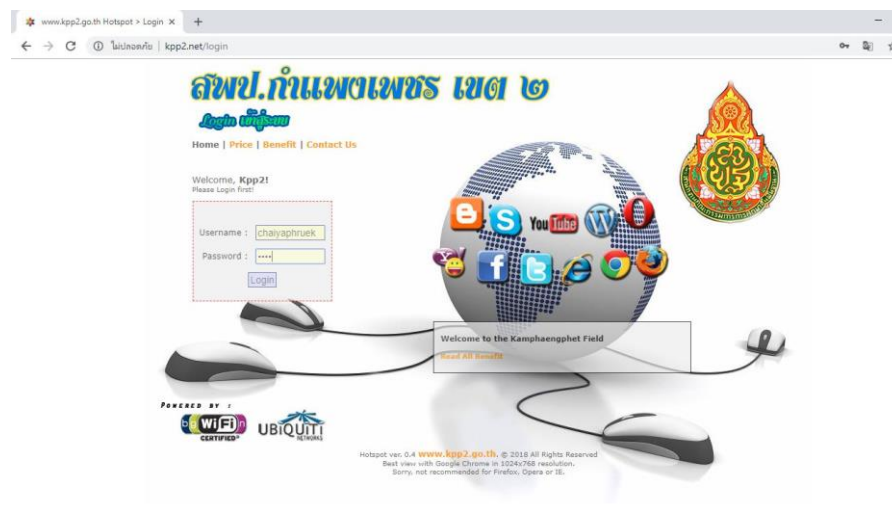 www.kpp2.go.th Hotspot > Login
ไม่ปลอดภัย | kpp2.net/login
สพป.กำแพงเพชร เขต ๒
Login เข้าสู่ระบบ
Home | Price | Benefit | Contact Us
Welcome, Kpp2!
Please Login first!
Username : chaiyaphruek
Password : ••••
Login
You Tube
Welcome to the Kamphaengphet Field
Read All Benefit
POWERED BY :
b g WiFi n
CERTIFIED
UBiQUiTi
NETWORKS
Hotspot ver. 0.4 www.kpp2.go.th, © 2018 All Rights Reserved
Best view with Google Chrome in 1024x768 resolution.
Sorry, not recommended for Firefox, Opera or IE.